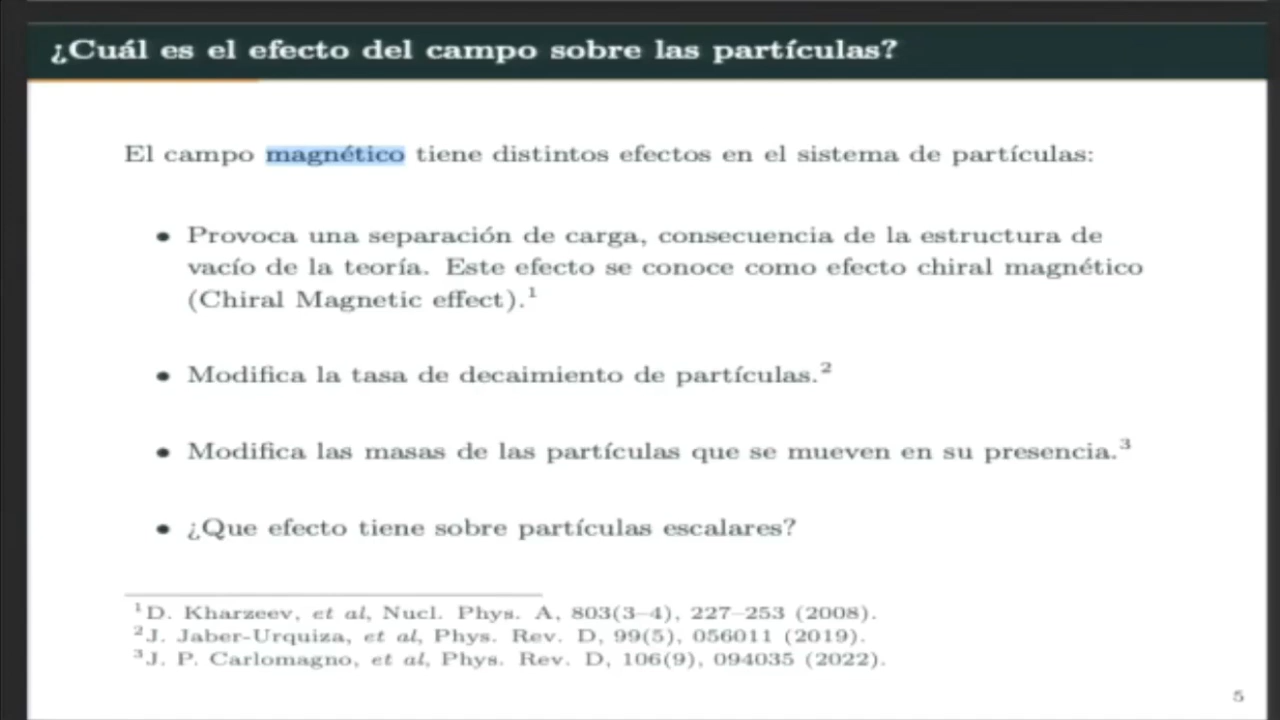 ¿Cuál es el efecto del campo sobre las partículas?
El campo magnético tiene distintos efectos en el sistema de partículas:
• Provoca una separación de carga, consecuencia de la estructura de
vacío de la teoría. Este efecto se conoce como efecto chiral magnético
(Chiral Magnetic effect).¹
• Modifica la tasa de decaimiento de partículas.²
• Modifica las masas de las partículas que se mueven en su presencia.³
• ¿Que efecto tiene sobre partículas escalares?
¹D. Kharzeev, et al, Nucl. Phys. A, 803(3–4), 227–253 (2008).
²J. Jaber-Urquiza, et al, Phys. Rev. D, 99(5), 056011 (2019).
³J. P. Carlomagno, et al, Phys. Rev. D, 106(9), 094035 (2022).
5